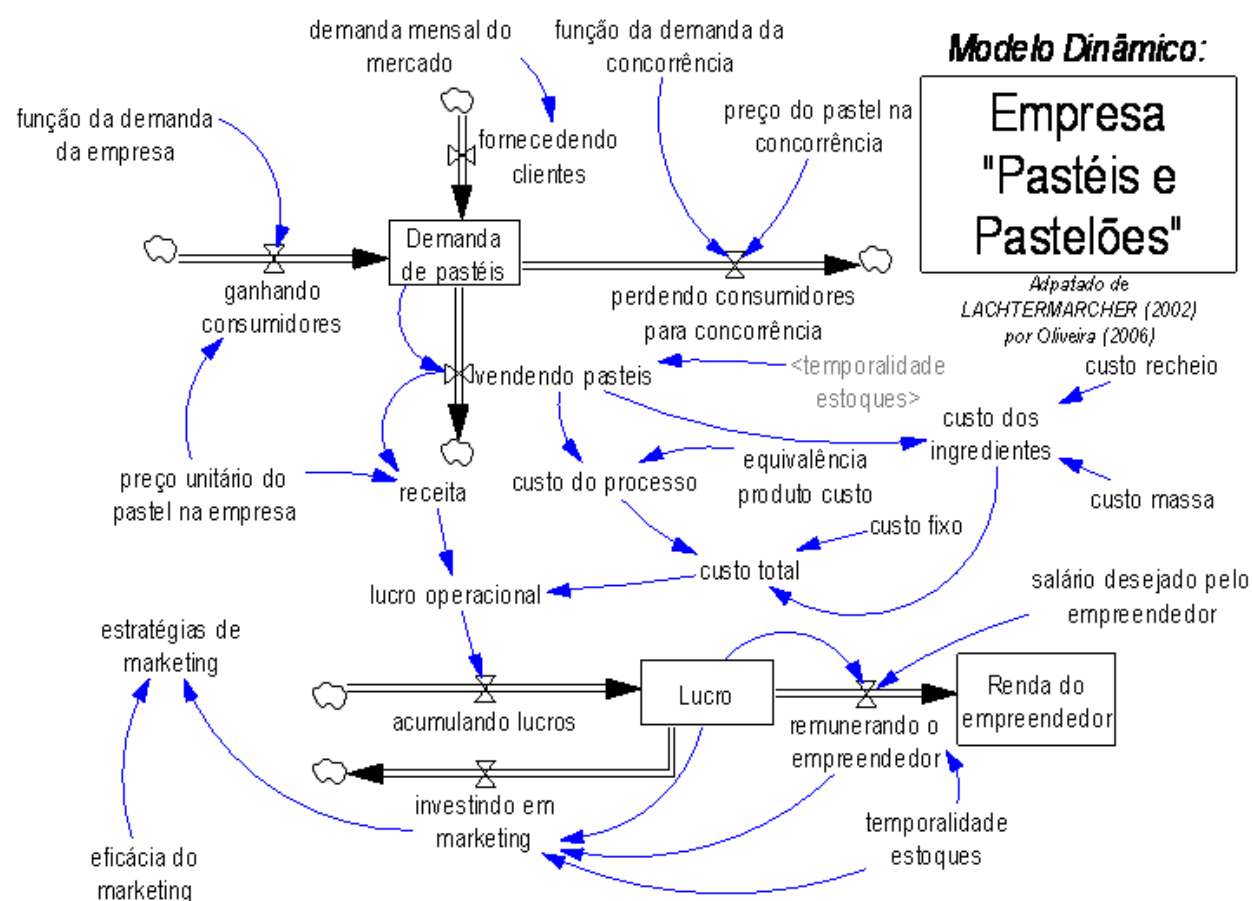 demanda mensal do
mercado
função da demanda da
concorrência
Modelo Dinâmico:
Empresa
"Pastéis e
Pastelões"
Adpatado de
LACHTERMARCHER (2002)
por Oliveira (2006)
função da demanda
da empresa
preço do pastel na
concorrência
fornecedendo
clientes
Demanda
de pastéis
ganhando
consumidores
perdendo consumidores
para concorrência
vendendo pasteis
<temporalidade
estoques>
custo recheio
custo dos
ingredientes
preço unitário do
pastel na empresa
receita
custo do processo
equivalência
produto custo
custo massa
custo fixo
custo total
lucro operacional
salário desejado pelo
empreendedor
estratégias de
marketing
acumulando lucros
Lucro
remunerando o
empreendedor
Renda do
empreendedor
investindo em
marketing
temporalidade
estoques
eficácia do
marketing